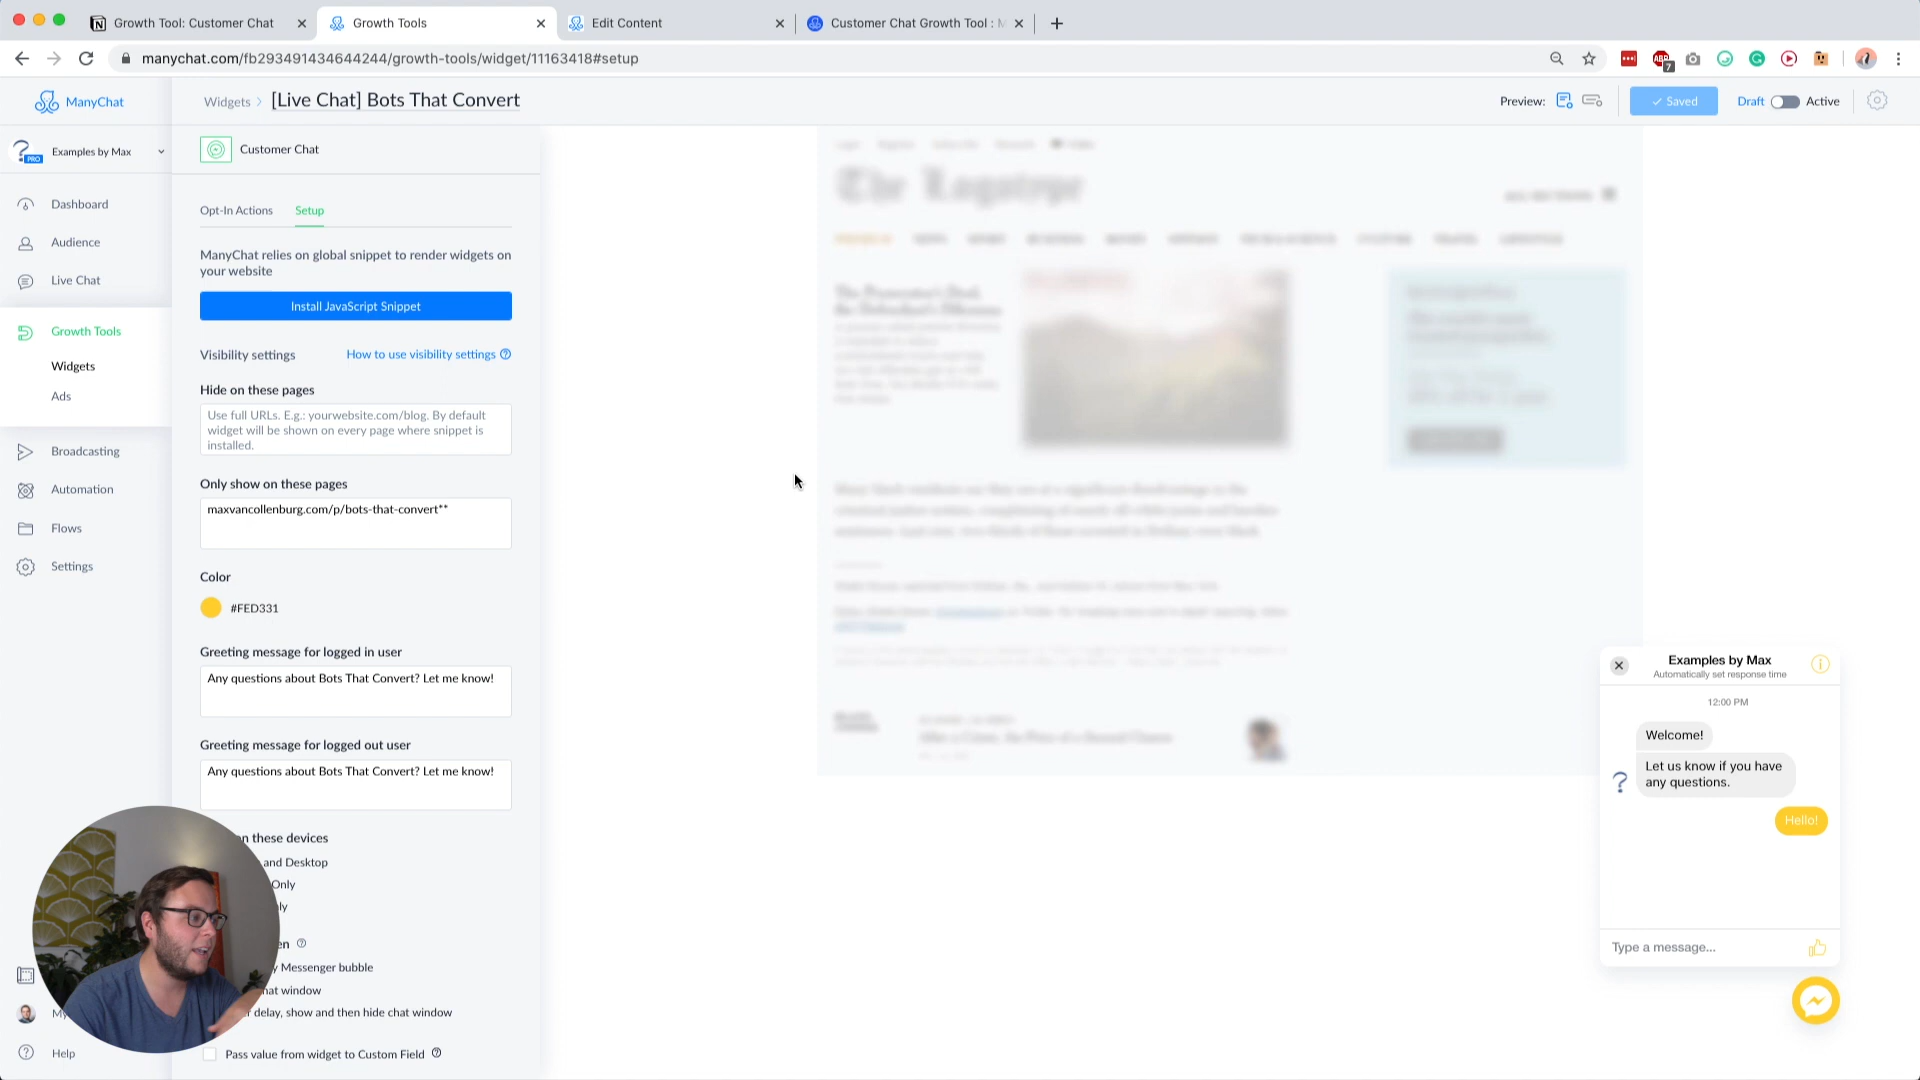 Growth Tool: Customer Chat
Growth Tools
Edit Content
Customer Chat Growth Tool :
manychat.com/fb293491434644244/growth-tools/widget/11163418#setup
ABP
7
ManyChat
Widgets
[Live Chat] Bots That Convert
Preview:
Saved
Draft
Active
PRO
Examples by Max
Customer Chat
Dashboard
Audience
Live Chat
Growth Tools
Widgets
Ads
Broadcasting
Automation
Flows
Settings
Help
Opt-In Actions
Setup
ManyChat relies on global snippet to render widgets on
your website
Install JavaScript Snippet
Visibility settings
How to use visibility settings
Hide on these pages
Use full URLs. E.g.: yourwebsite.com/blog. By default
widget will be shown on every page where snippet is
installed.
Only show on these pages
maxvancollenburg.com/p/bots-that-convert**
Color
#FED331
Greeting message for logged in user
Any questions about Bots That Convert? Let me know!
Greeting message for logged out user
Any questions about Bots That Convert? Let me know!
these devices
and Desktop
Only
Messenger bubble
window
delay, show and then hide chat window
Pass value from widget to Custom Field
The Logotype
Examples by Max
Automatically set response time
12:00 PM
Welcome!
Let us know if you have
any questions.
Hello!
Type a message...